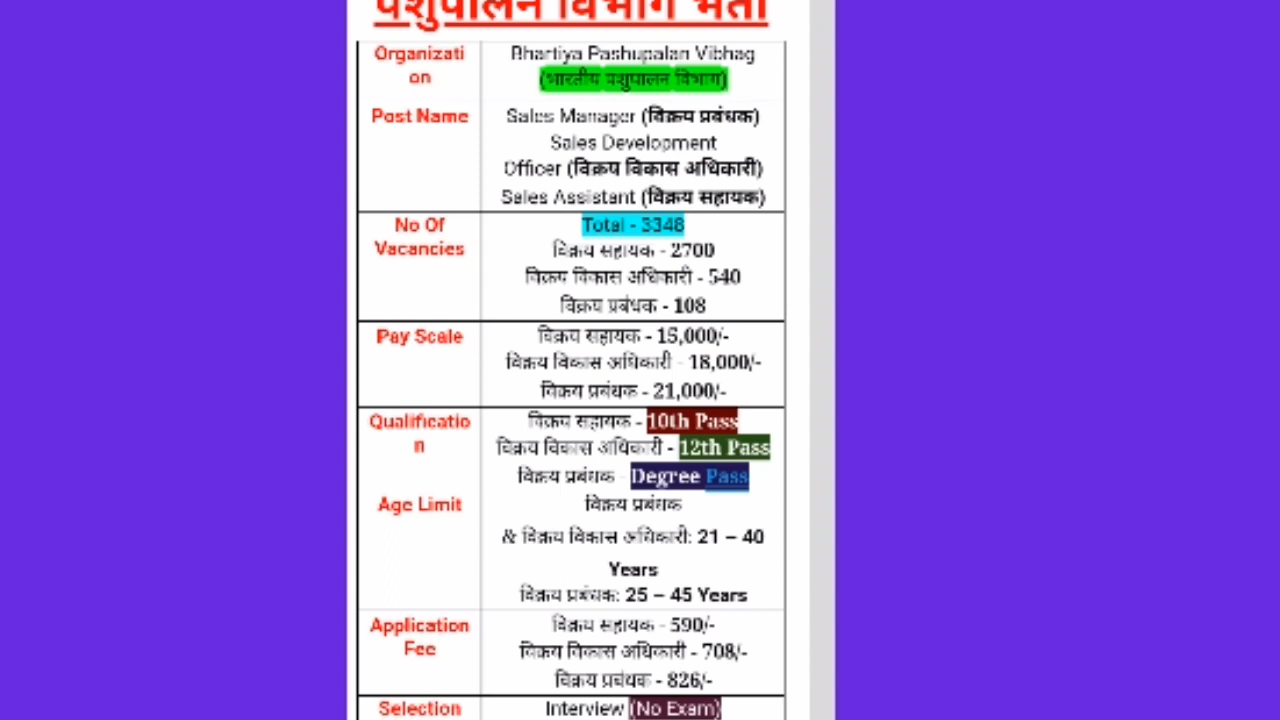 पशुपालन विभाग भर्ती
Organizati
on
Bhartiya Pashupalan Vibhag
(भारतीय पशुपालन विभाग)
Post Name
Sales Manager (विक्रय प्रबंधक)
Sales Development
Officer (विक्रय विकास अधिकारी)
Sales Assistant (विक्रय सहायक)
No Of
Vacancies
Total - 3348
विक्रय सहायक - 2700
विक्रय विकास अधिकारी - 540
विक्रय प्रबंधक - 108
Pay Scale
विक्रय सहायक - 15,000/-
विक्रय विकास अधिकारी - 18,000/-
विक्रय प्रबंधक - 21,000/-
Qualificatio
n
विक्रय सहायक - 10th Pass
विक्रय विकास अधिकारी - 12th Pass
विक्रय प्रबंधक - Degree Pass
Age Limit
विक्रय प्रबंधक
& विक्रय विकास अधिकारी: 21 – 40
Years
विक्रय प्रबंधक: 25 – 45 Years
Application
Fee
विक्रय सहायक - 590/-
विक्रय विकास अधिकारी - 708/-
विक्रय प्रबंधक - 826/-
Selection
Interview (No Exam)